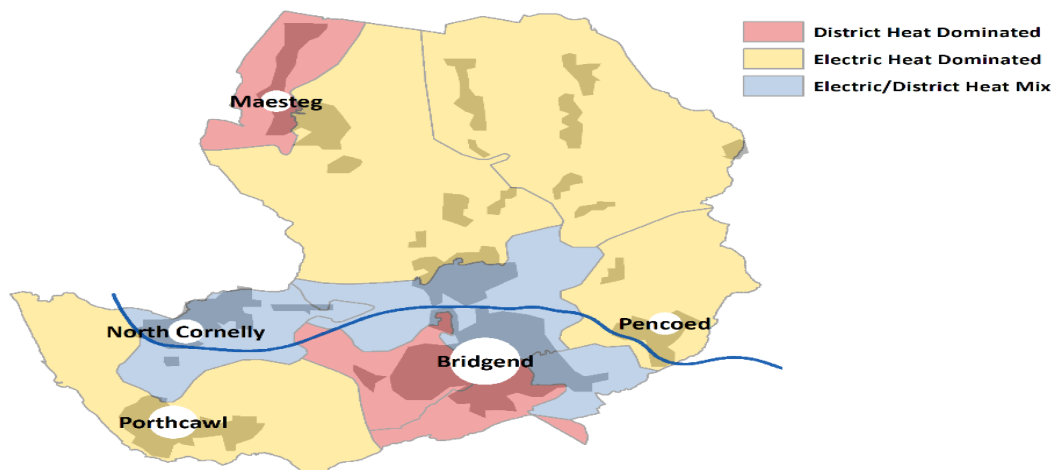 District Heat Dominated
Electric Heat Dominated
Electric/District Heat Mix
Maesteg
North Cornelly
Pencoed
Bridgend
Porthcawl